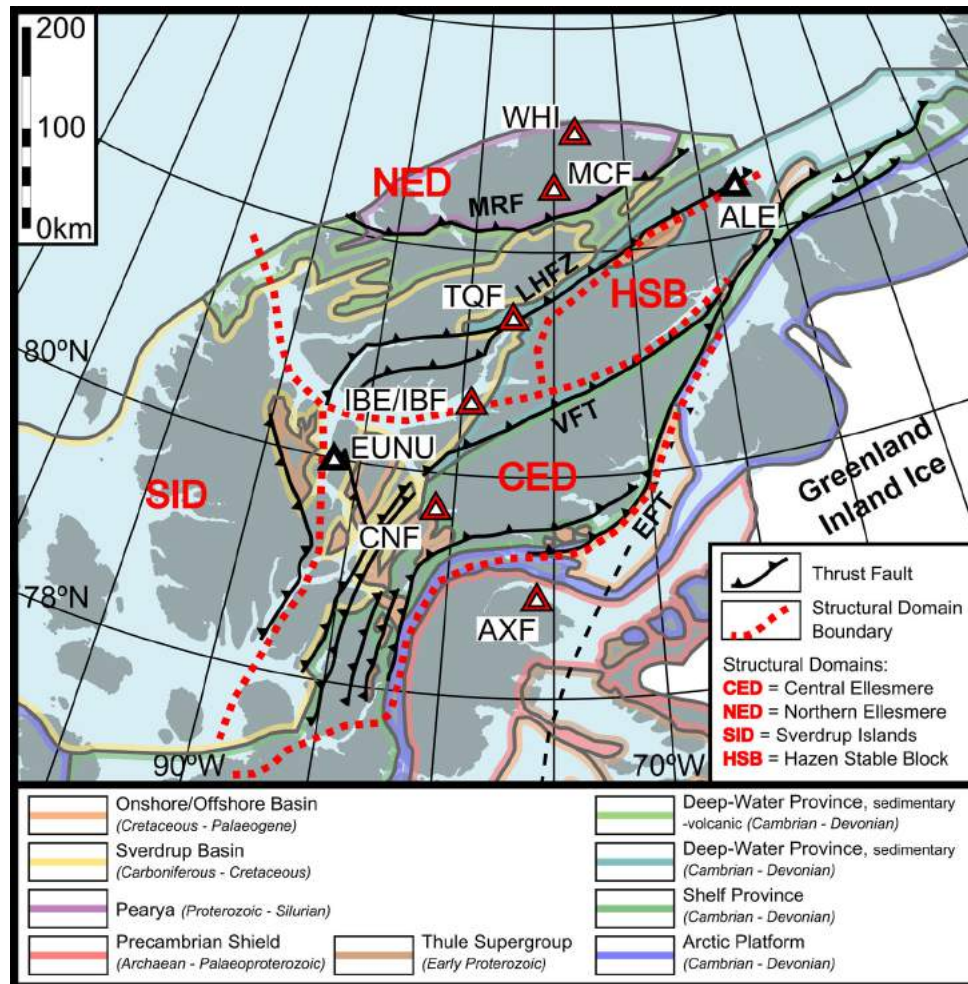 200
100
0km
WHI
NED
MCF
MRF
ALE
LHFZ
TQF
HSB
80ºN
IBE/IBF
VFT
EUNU
SID
CED
CNF
EFT
Greenland
Inland Ice
78ºN
AXF
90ºW
70ºW
Thrust Fault
Structural Domain
Boundary
Structural Domains:
CED = Central Ellesmere
NED = Northern Ellesmere
SID = Sverdrup Islands
HSB = Hazen Stable Block
Onshore/Offshore Basin
(Cretaceous - Palaeogene)
Sverdrup Basin
(Carboniferous - Cretaceous)
Pearya (Proterozoic - Silurian)
Precambrian Shield
(Archaean - Palaeoproterozoic)
Thule Supergroup
(Early Proterozoic)
Deep-Water Province, sedimentary
-volcanic (Cambrian - Devonian)
Deep-Water Province, sedimentary
(Cambrian - Devonian)
Shelf Province
(Cambrian - Devonian)
Arctic Platform
(Cambrian - Devonian)